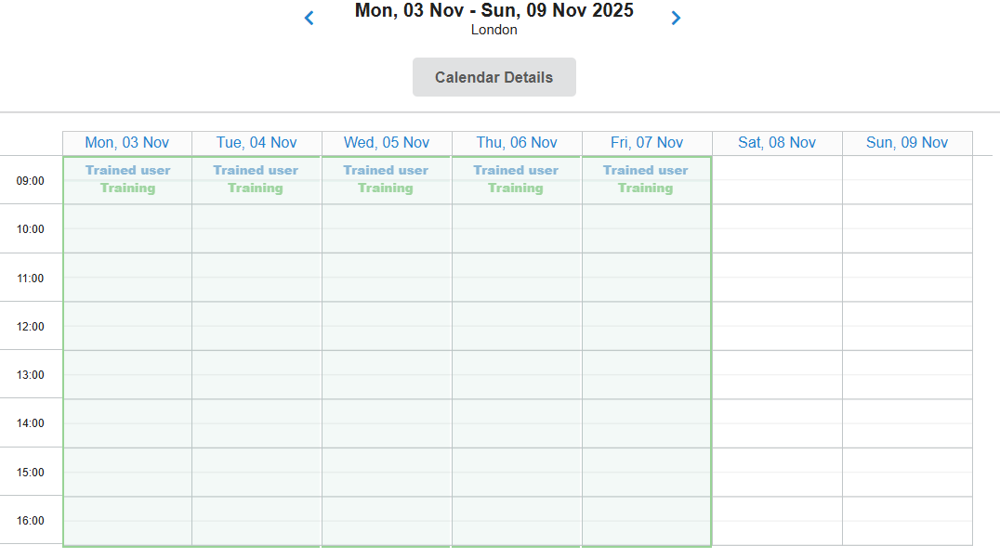 Mon, 03 Nov - Sun, 09 Nov 2025
London
Calendar Details
Mon, 03 Nov Tue, 04 Nov Wed, 05 Nov Thu, 06 Nov Fri, 07 Nov Sat, 08 Nov Sun, 09 Nov
Trained user Trained user Trained user Trained user Trained user
09:00
Training Training Training Training Training
10:00
11:00
12:00
13:00
14:00
15:00
16:00